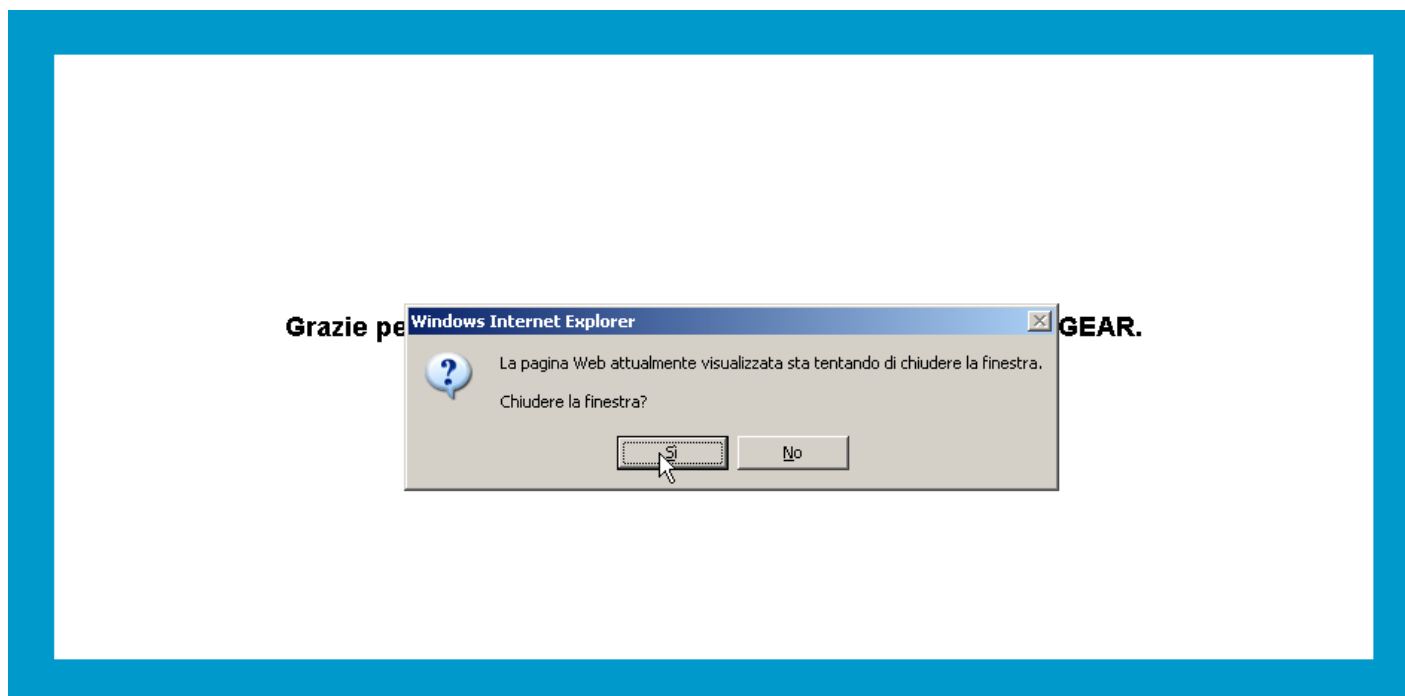 Windows Internet Explorer
Grazie pe GEAR.
La pagina Web attualmente visualizzata sta tentando di chiudere la finestra.
Chiudere la finestra?
Sì No